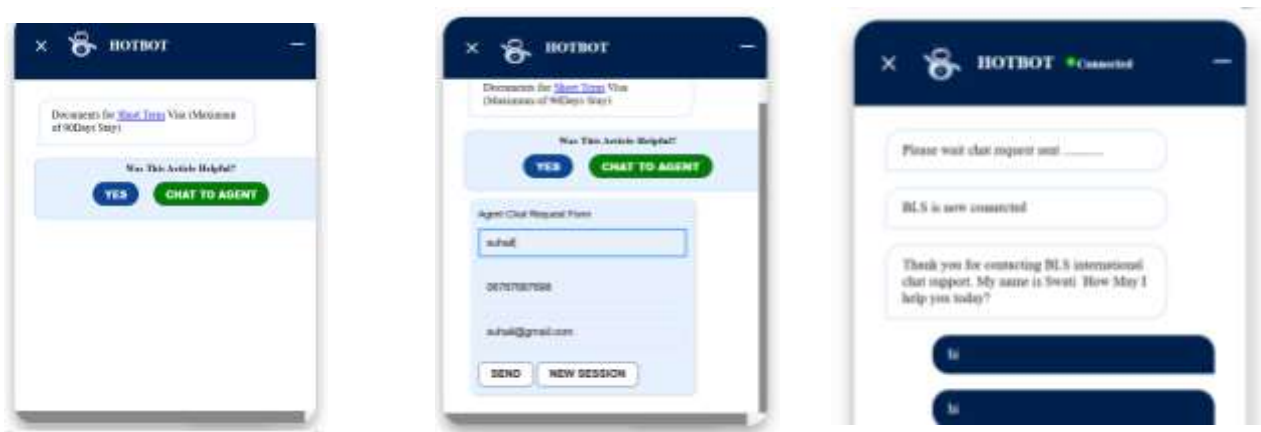 HOTBOT
Documents for Short Term Visa (Maximum
of 90Days Stay)
Was This Article Helpful?
YES
CHAT TO AGENT
HOTBOT
Documents for Short Term Visa
(Maximum of 90Days Stay)
Was This Article Helpful?
YES
CHAT TO AGENT
Agent Chat Request Form
suhail
suhail@gmail.com
SEND
NEW SESSION
HOTBOT Connected
Please wait chat request sent ...........
BLS is now connected
Thank you for contacting BLS international
chat support. My name is Swati How May I
help you today?
hi
hi